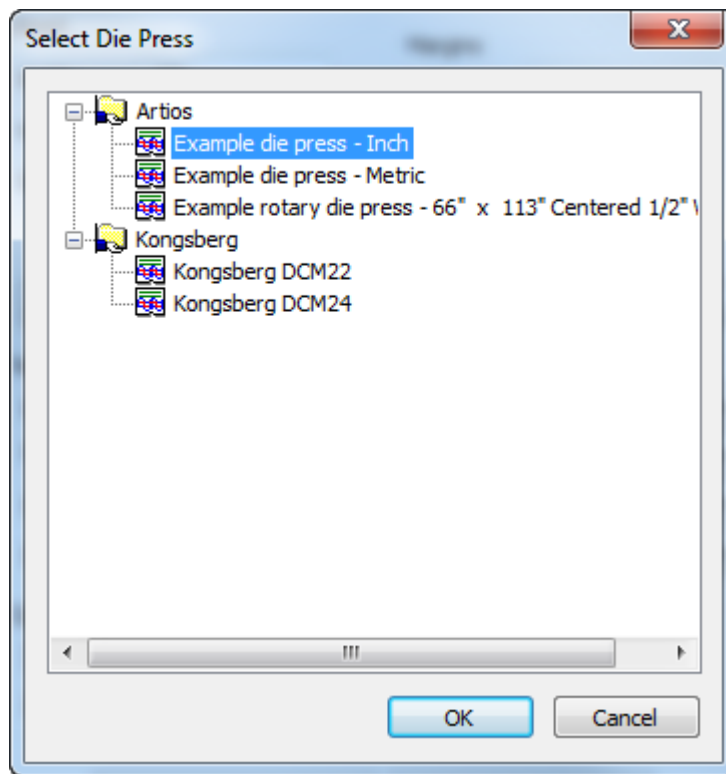 Select Die Press
Artios
Example die press - Inch
Example die press - Metric
Example rotary die press - 66" x 113" Centered 1/2"
Kongsberg
Kongsberg DCM22
Kongsberg DCM24
OK
Cancel